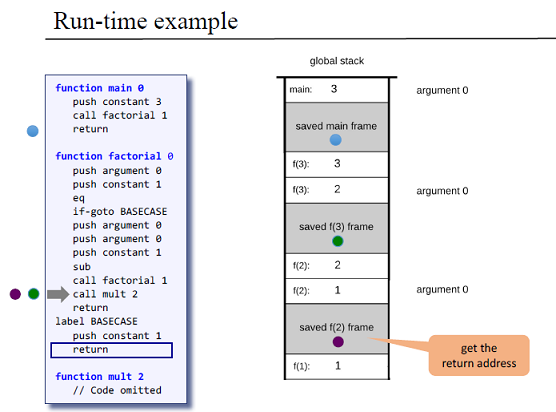 Run-time example
function main 0
push constant 3
call factorial 1
return
function factorial 0
push argument 0
push constant 1
eq
if-goto BASECASE
push argument 0
push argument 0
push constant 1
sub
call factorial 1
call mult 2
return
label BASECASE
push constant 1
return
function mult 2
// Code omitted
global stack
main: 3 argument 0
saved main frame
f(3): 3
f(3): 2 argument 0
saved f(3) frame
f(2): 2
f(2): 1 argument 0
saved f(2) frame
f(1): 1
get the
return address